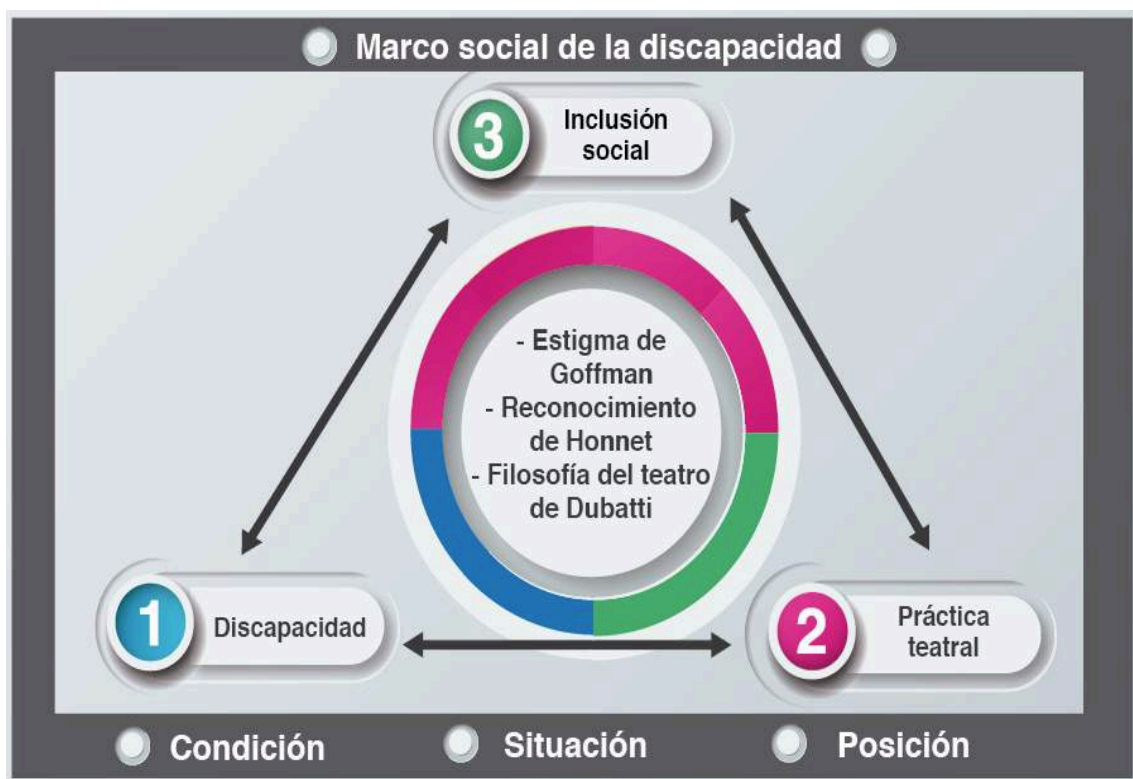 Marco social de la discapacidad
3
Inclusión
social
- Estigma de
Goffman
- Reconocimiento
de Honnet
- Filosofía del teatro
de Dubatti
1
Discapacidad
2
Práctica
teatral
Condición
Situación
Posición